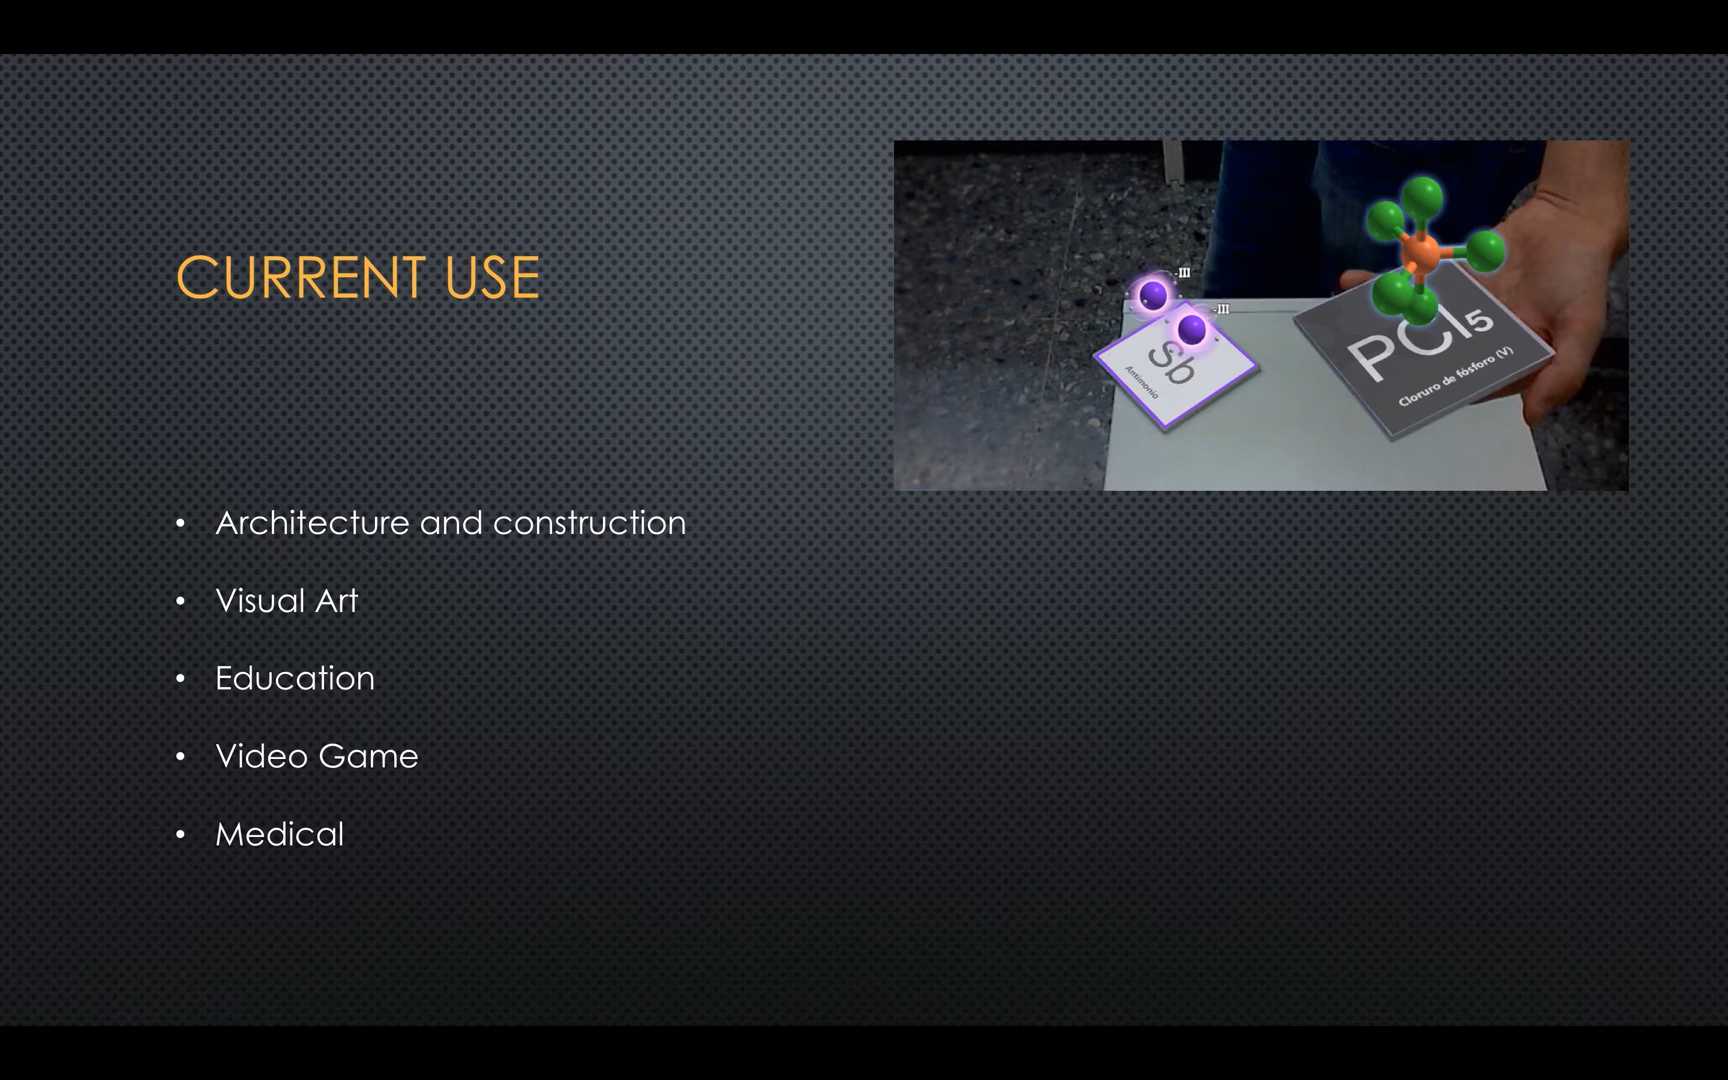 CURRENT USE
-III
-III
Sb
Antimonio
PCl5
Cloruro de fósforo (V)
• Architecture and construction
• Visual Art
• Education
• Video Game
• Medical